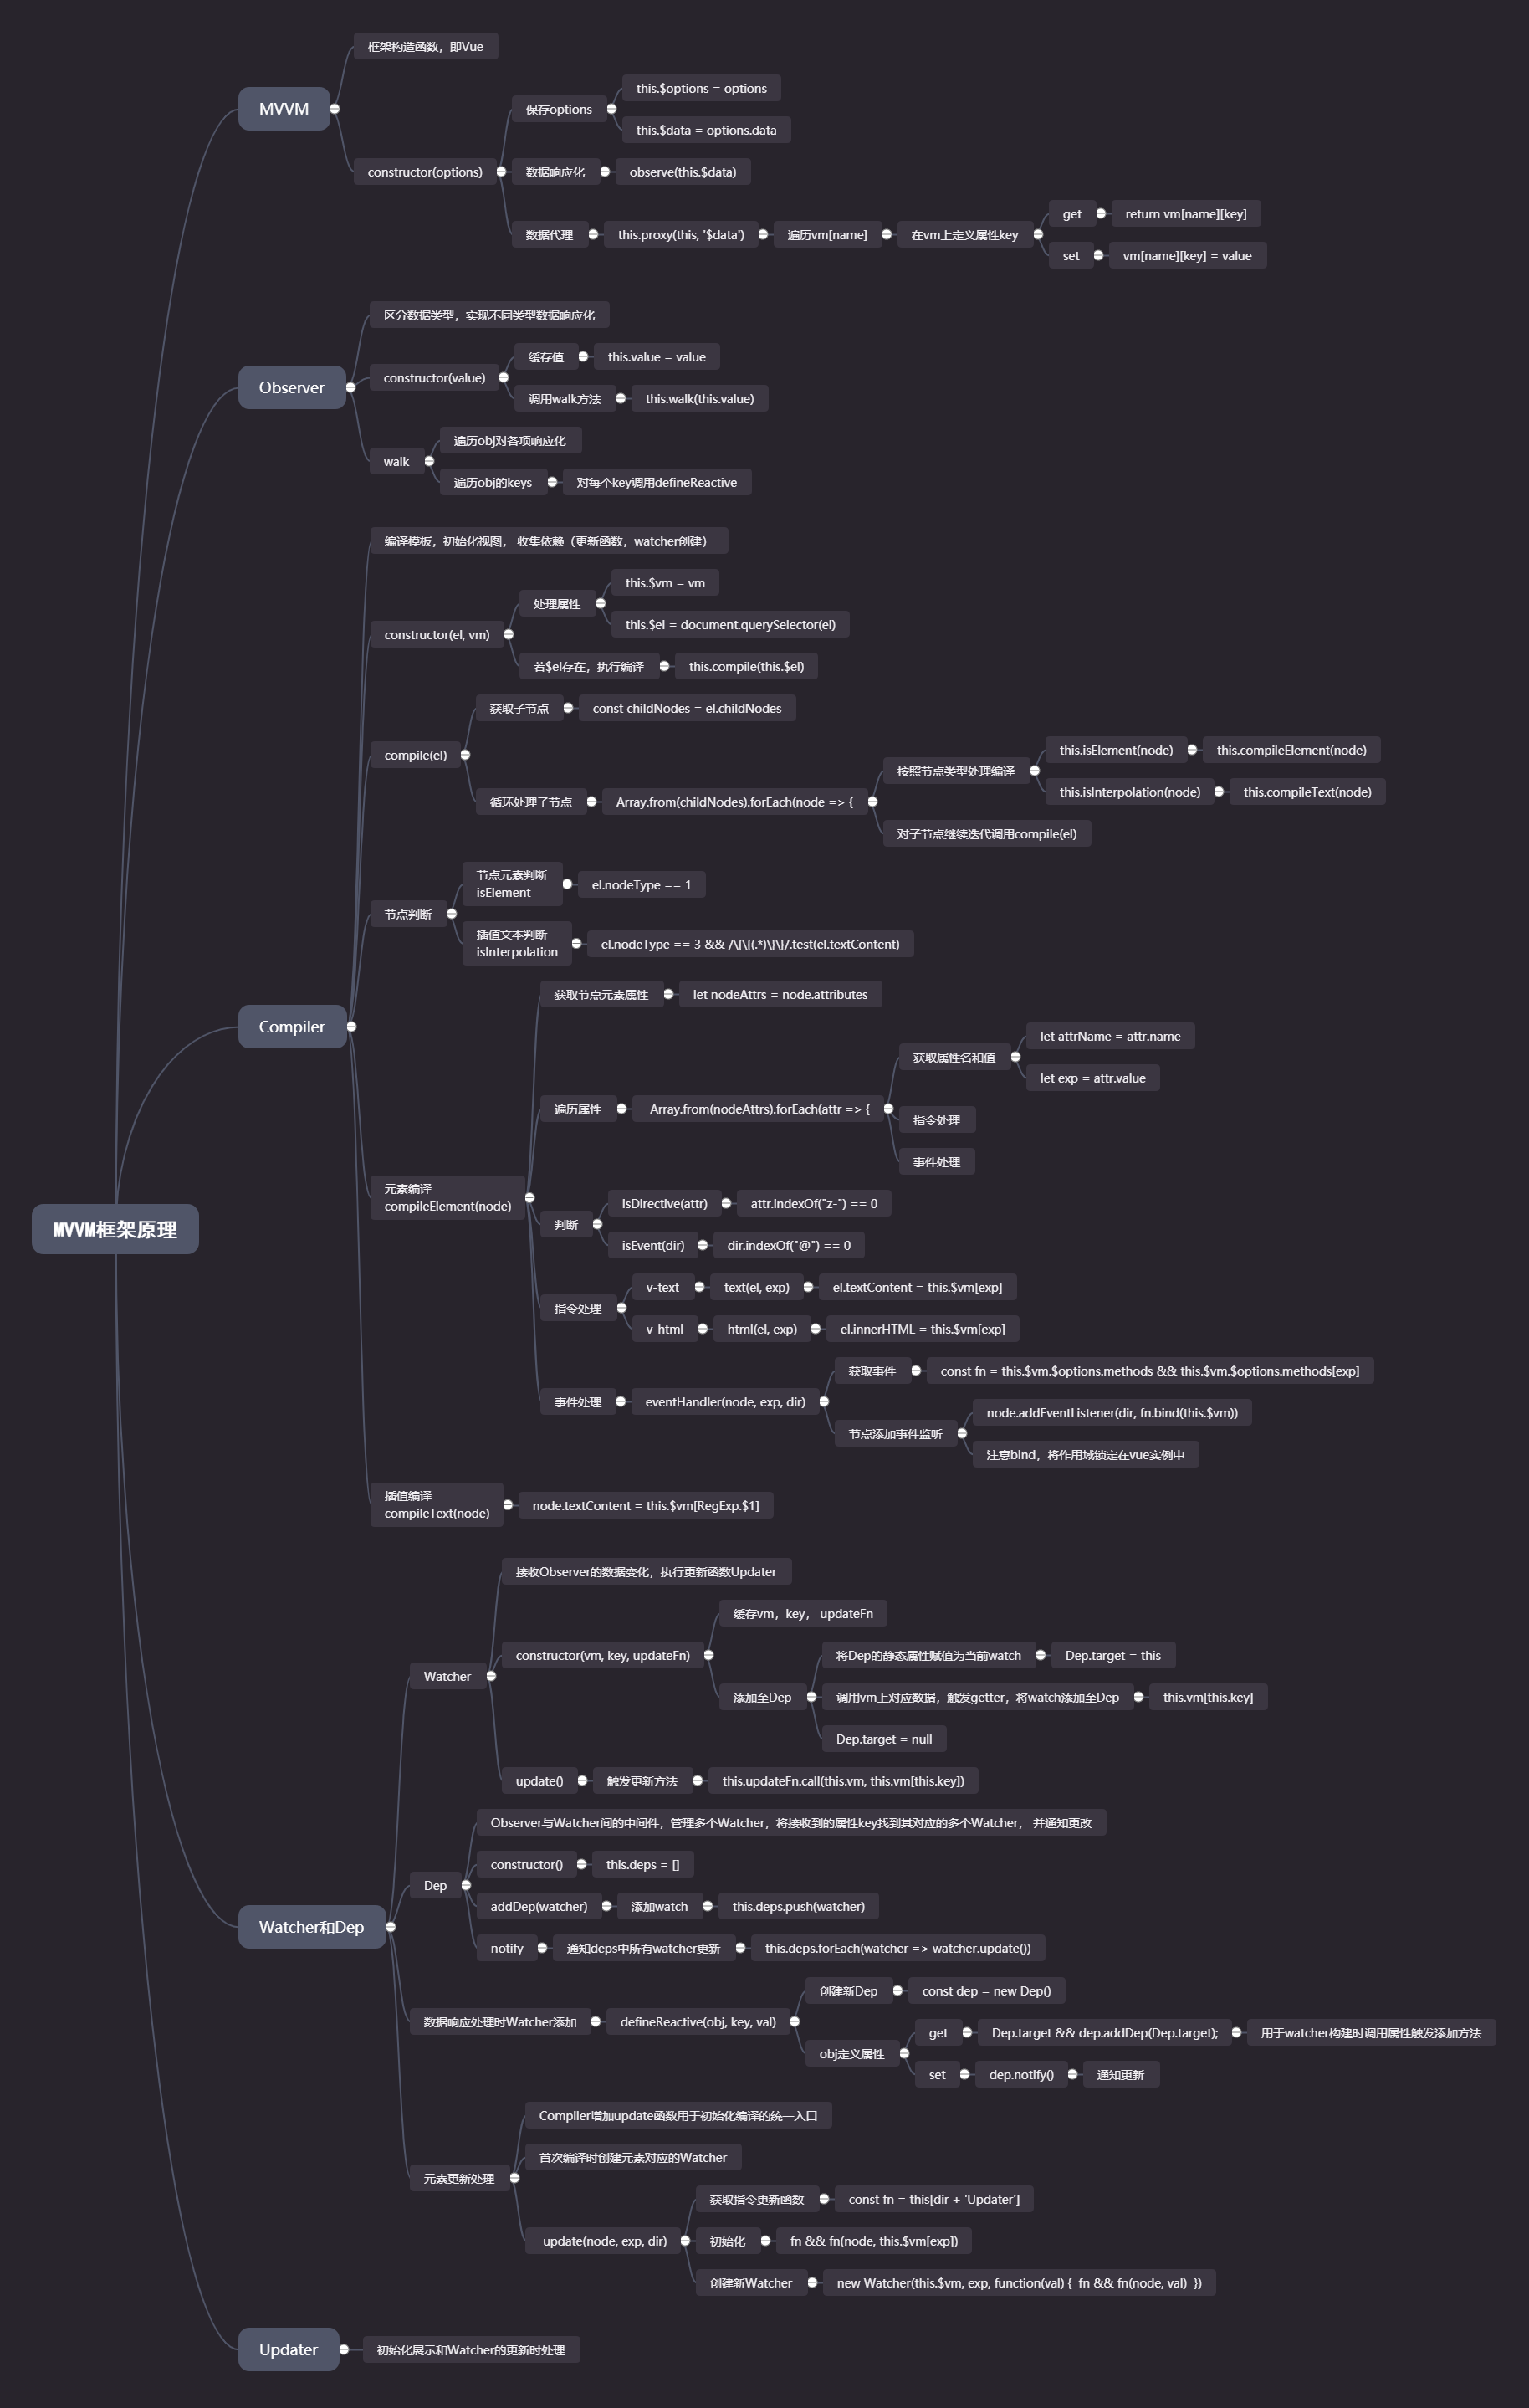 MVVM框架原理
MVVM
框架构造函数，即Vue
constructor(options)
保存options
this.$options = options
this.$data = options.data
数据响应化
observe(this.$data)
数据代理
this.proxy(this, '$data')
遍历vm[name]
在vm上定义属性key
get
return vm[name][key]
set
vm[name][key] = value
Observer
区分数据类型，实现不同类型数据响应化
constructor(value)
缓存值
this.value = value
调用walk方法
this.walk(this.value)
walk
遍历obj对各项响应化
遍历obj的keys
对每个key调用defineReactive
Compiler
编译模板，初始化视图， 收集依赖（更新函数，watcher创建）
constructor(el, vm)
处理属性
this.$vm = vm
this.$el = document.querySelector(el)
若$el存在，执行编译
this.compile(this.$el)
compile(el)
获取子节点
const childNodes = el.childNodes
循环处理子节点
Array.from(childNodes).forEach(node => {
按照节点类型处理编译
this.isElement(node)
this.compileElement(node)
this.isInterpolation(node)
this.compileText(node)
对子节点继续迭代调用compile(el)
节点判断
节点元素判断
isElement
el.nodeType == 1
插值文本判断
isInterpolation
el.nodeType == 3 && /\{\{(.*)\}\}/.test(el.textContent)
元素编译
compileElement(node)
获取节点元素属性
let nodeAttrs = node.attributes
遍历属性
Array.from(nodeAttrs).forEach(attr => {
获取属性名和值
let attrName = attr.name
let exp = attr.value
指令处理
事件处理
判断
isDirective(attr)
attr.indexOf("z-") == 0
isEvent(dir)
dir.indexOf("@") == 0
指令处理
v-text
text(el, exp)
el.textContent = this.$vm[exp]
v-html
html(el, exp)
el.innerHTML = this.$vm[exp]
事件处理
eventHandler(node, exp, dir)
获取事件
const fn = this.$vm.$options.methods && this.$vm.$options.methods[exp]
节点添加事件监听
node.addEventListener(dir, fn.bind(this.$vm))
注意bind，将作用域锁定在vue实例中
插值编译
compileText(node)
node.textContent = this.$vm[RegExp.$1]
Watcher和Dep
Watcher
接收Observer的数据变化，执行更新函数Updater
constructor(vm, key, updateFn)
缓存vm，key， updateFn
添加至Dep
将Dep的静态属性赋值为当前watch
Dep.target = this
调用vm上对应数据，触发getter，将watch添加至Dep
this.vm[this.key]
Dep.target = null
update()
触发更新方法
this.updateFn.call(this.vm, this.vm[this.key])
Dep
Observer与Watcher间的中间件，管理多个Watcher，将接收到的属性key找到其对应的多个Watcher， 并通知更改
constructor()
this.deps = []
addDep(watcher)
添加watch
this.deps.push(watcher)
notify
通知deps中所有watcher更新
this.deps.forEach(watcher => watcher.update())
数据响应处理时Watcher添加
defineReactive(obj, key, val)
创建新Dep
const dep = new Dep()
obj定义属性
get
Dep.target && dep.addDep(Dep.target);
用于watcher构建时调用属性触发添加方法
set
dep.notify()
通知更新
元素更新处理
Compiler增加update函数用于初始化编译的统一入口
首次编译时创建元素对应的Watcher
update(node, exp, dir)
获取指令更新函数
const fn = this[dir + 'Updater']
初始化
fn && fn(node, this.$vm[exp])
创建新Watcher
new Watcher(this.$vm, exp, function(val) { fn && fn(node, val) })
Updater
初始化展示和Watcher的更新时处理